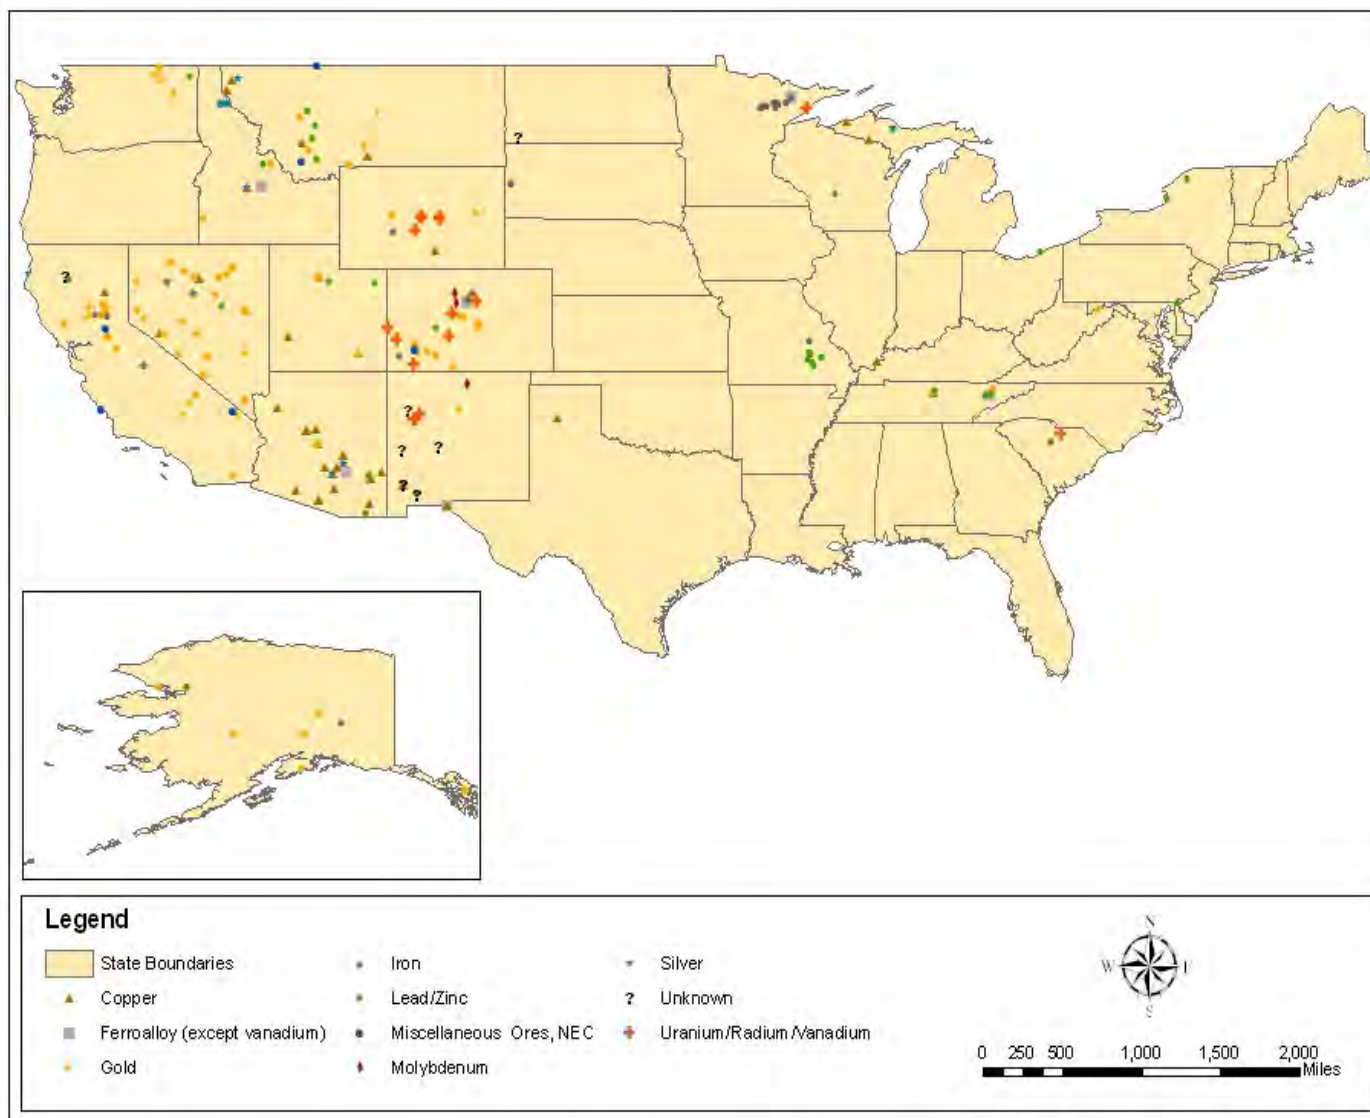 Legend
State Boundaries
Copper
Ferroalloy (except vanadium)
Gold
Iron
Lead/Zinc
Miscellaneous Ores, NEC
Molybdenum
Silver
? Unknown
Uranium/Radium/Vanadium
N
W E
S
0 250 500 1,000 1,500 2,000
Miles